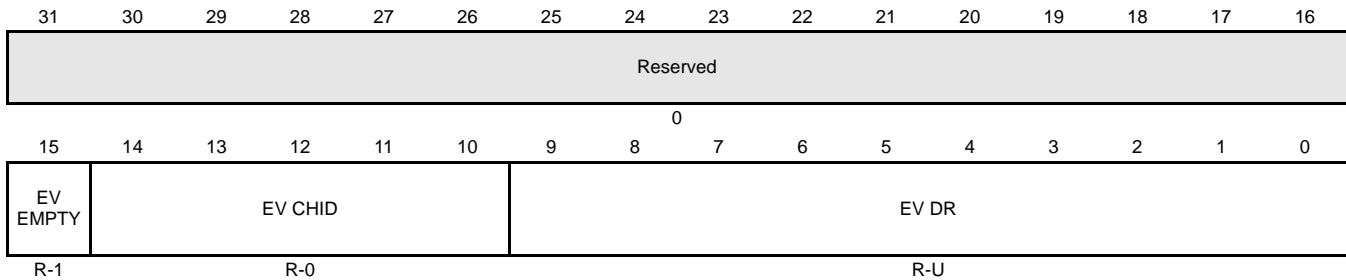 31 30 29 28 27 26 25 24 23 22 21 20 19 18 17 16
Reserved
0
15 14 13 12 11 10 9 8 7 6 5 4 3 2 1 0
EV
EMPTY
EV CHID
EV DR
R-1 R-0 R-U